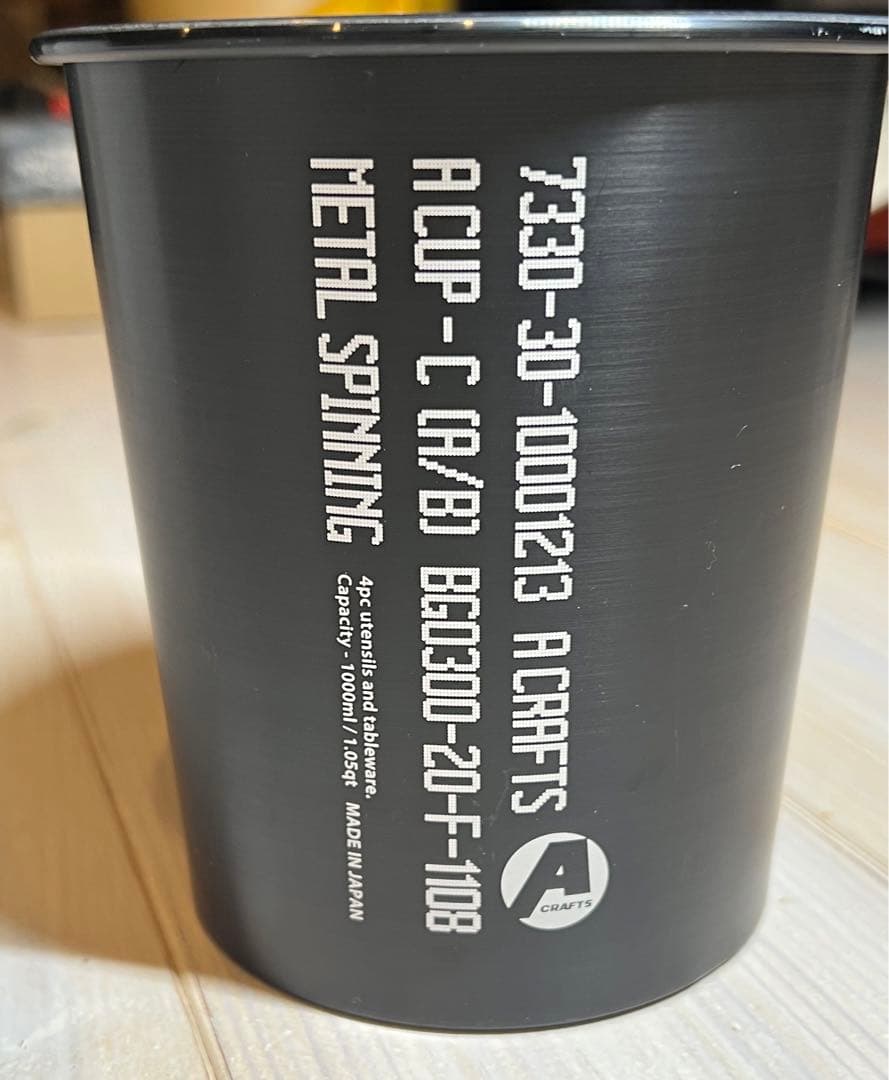 7330-30-1000213 A CRAFTS
A CUP-C (A/B) BG0300-20-F-1108
METAL SPINNING
4pc utensils and tableware.
Capacity - 1000ml / 1.05qt MADE IN JAPAN
A
CRAFTS